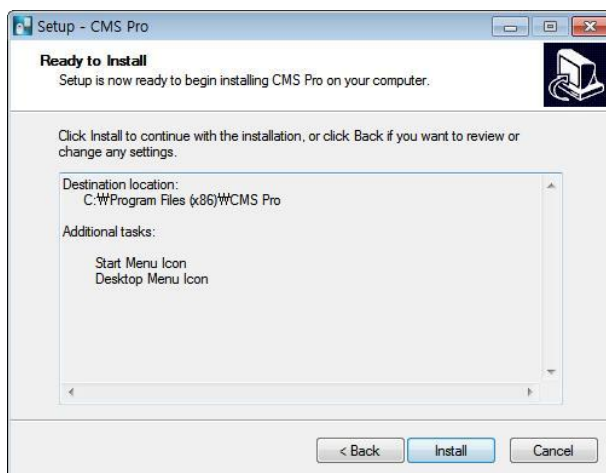 Setup - CMS Pro
Ready to Install
Setup is now ready to begin installing CMS Pro on your computer.
Click Install to continue with the installation, or click Back if you want to review or
change any settings.
Destination location:
C:₩Program Files (x86)₩CMS Pro
Additional tasks:
Start Menu Icon
Desktop Menu Icon
< Back
Install
Cancel